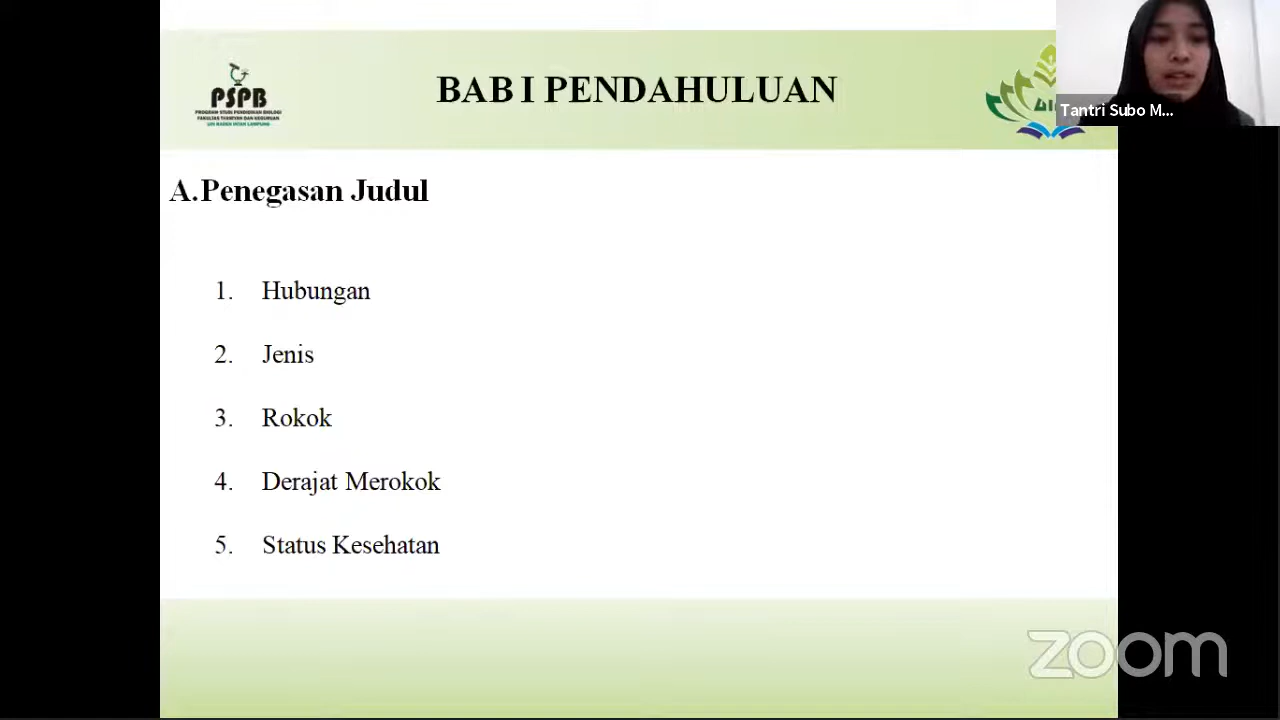 PSPB
PROGRAM STUDI PENDIDIKAN BIOLOGI
FAKULTAS TARBIYAH DAN KEGURUAN
UIN RADEN INTAN LAMPUNG
BAB I PENDAHULUAN
Tantri Subo M...
A.Penegasan Judul
1. Hubungan
2. Jenis
3. Rokok
4. Derajat Merokok
5. Status Kesehatan
zoom